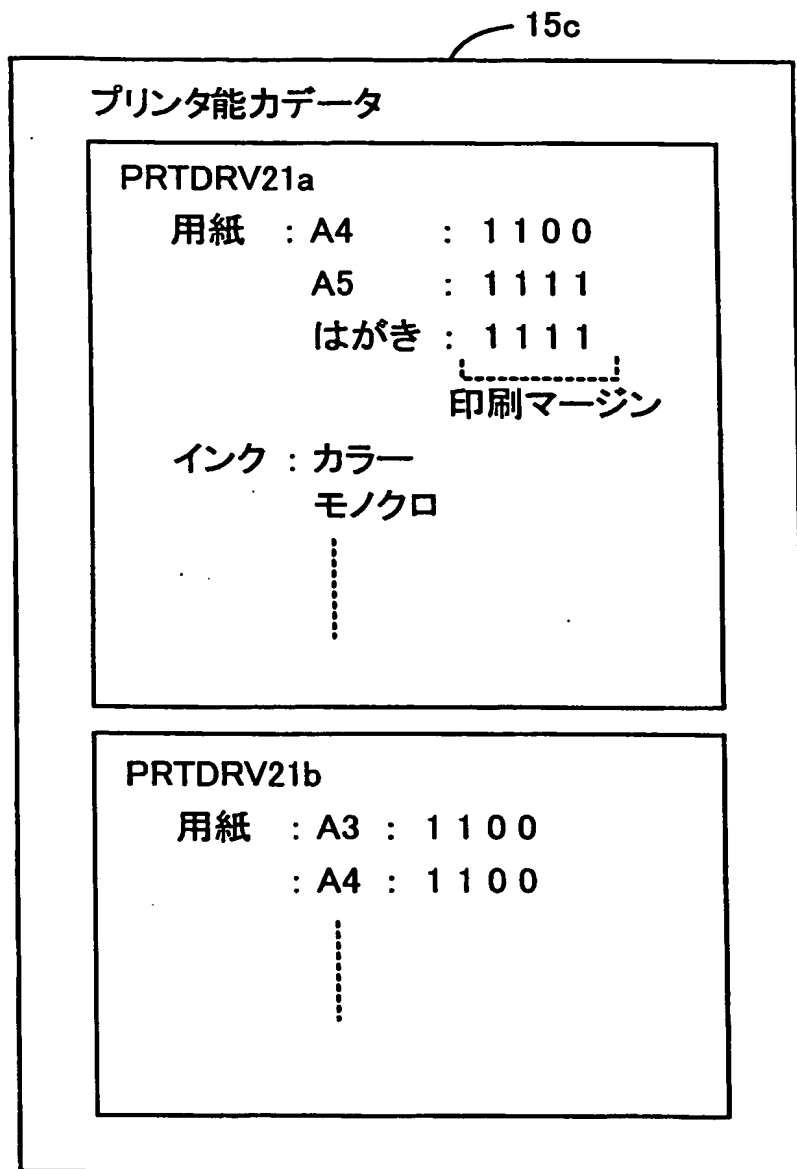 15c
プリンタ能力データ
PRTDRV21a
用紙 : A4 : 1100
A5 : 1111
はがき : 1111
印刷マージン
インク : カラー
モノクロ
PRTDRV21b
用紙 : A3 : 1100
: A4 : 1100